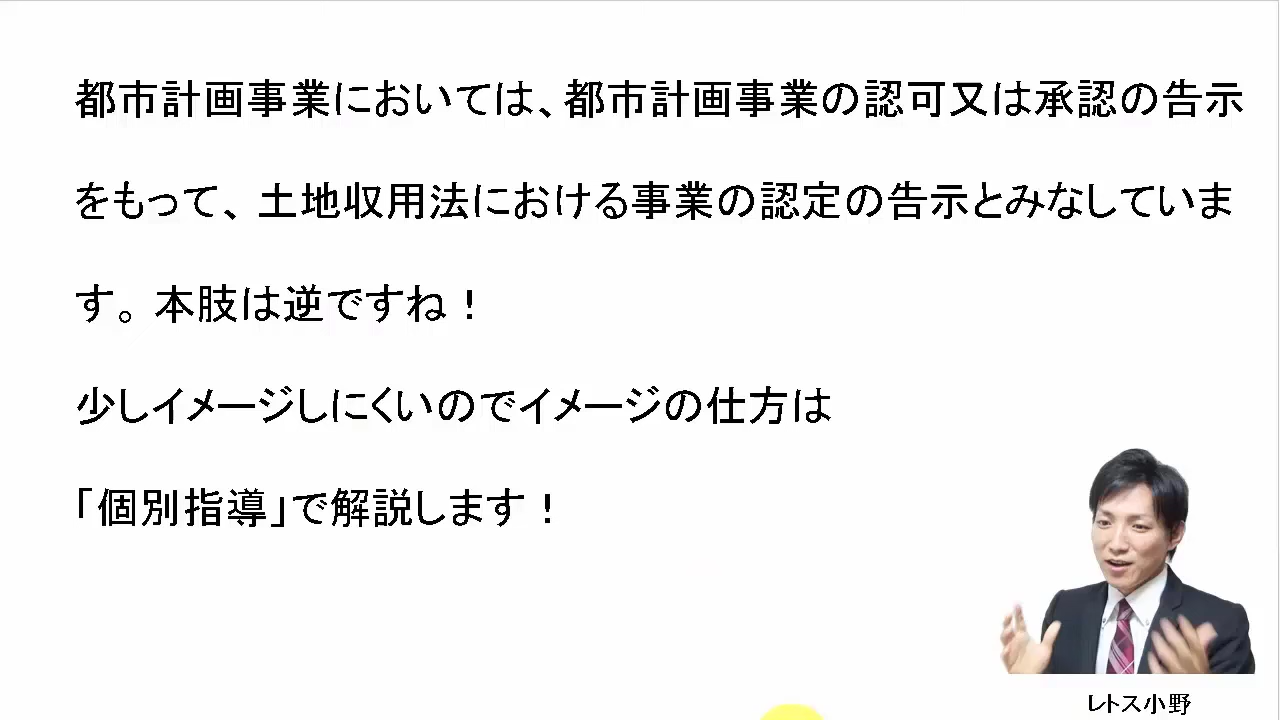 都市計画事業においては、都市計画事業の認可又は承認の告示
をもって、土地収用法における事業の認定の告示とみなしていま
す。本肢は逆ですね！
少しイメージしにくいのでイメージの仕方は
「個別指導」で解説します！
レトス小野